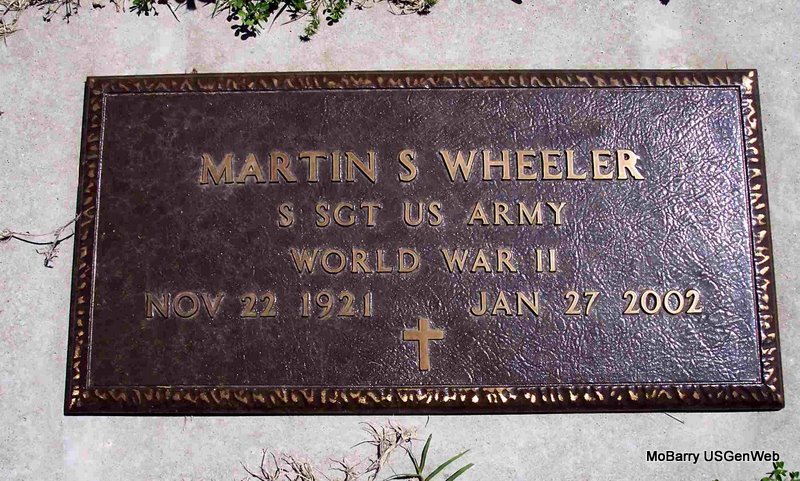 MARTIN S WHEELER
S SGT US ARMY
WORLD WAR II
NOV 22 1921 JAN 27 2002
MoBarry USGenWeb